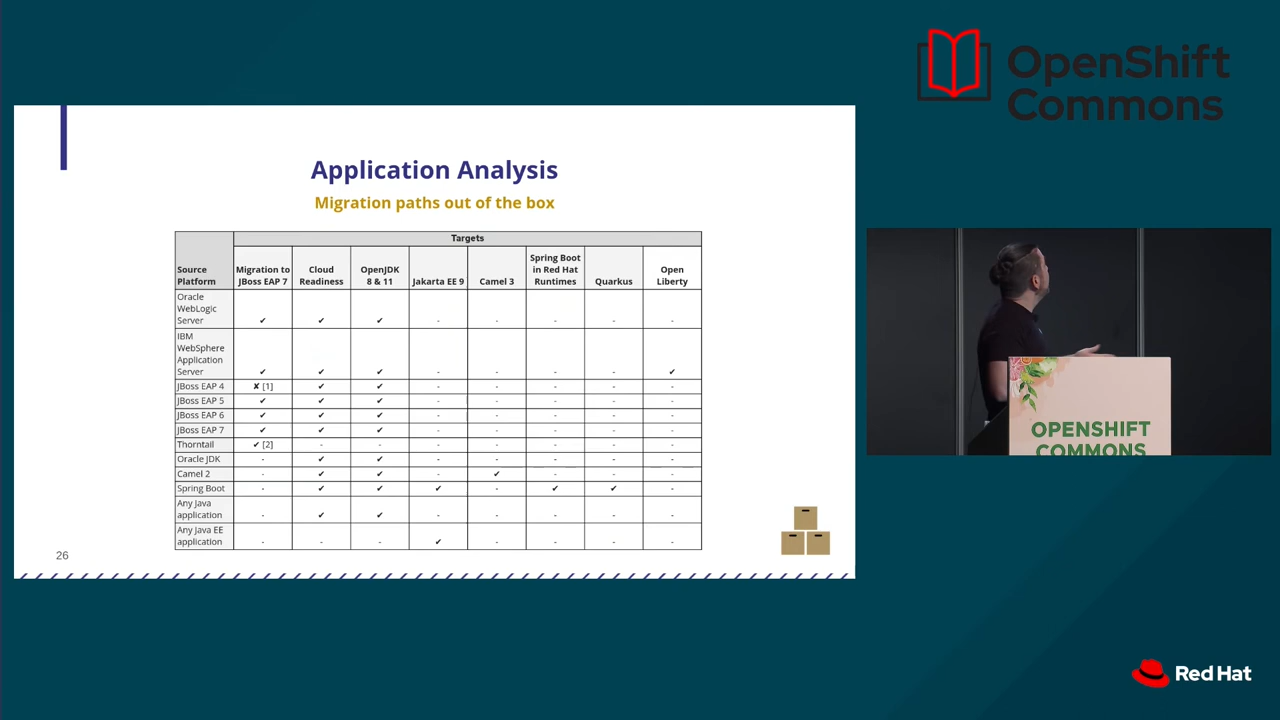 OpenShift
Commons
Application Analysis
Migration paths out of the box
Targets
Source Platform | Migration to JBoss EAP 7 | Cloud Readiness | OpenJDK 8 & 11 | Jakarta EE 9 | Camel 3 | Spring Boot in Red Hat Runtimes | Quarkus | Open Liberty
Oracle WebLogic Server | ✔ | ✔ | ✔ | - | - | - | - | -
IBM WebSphere Application Server | ✔ | ✔ | ✔ | - | - | - | - | ✔
JBoss EAP 4 | ✘ [1] | ✔ | ✔ | - | - | - | - | -
JBoss EAP 5 | ✔ | ✔ | ✔ | - | - | - | - | -
JBoss EAP 6 | ✔ | ✔ | ✔ | - | - | - | - | -
JBoss EAP 7 | ✔ | ✔ | ✔ | - | - | - | - | -
Thorntail | ✔ [2] | - | - | - | - | - | - | -
Oracle JDK | - | ✔ | ✔ | - | - | - | - | -
Camel 2 | - | ✔ | ✔ | - | ✔ | - | - | -
Spring Boot | - | ✔ | ✔ | ✔ | - | ✔ | ✔ | -
Any Java application | - | ✔ | ✔ | - | - | - | - | -
Any Java EE application | - | - | - | ✔ | - | - | - | -
26
OPENSHIFT
COMMONS
Red Hat